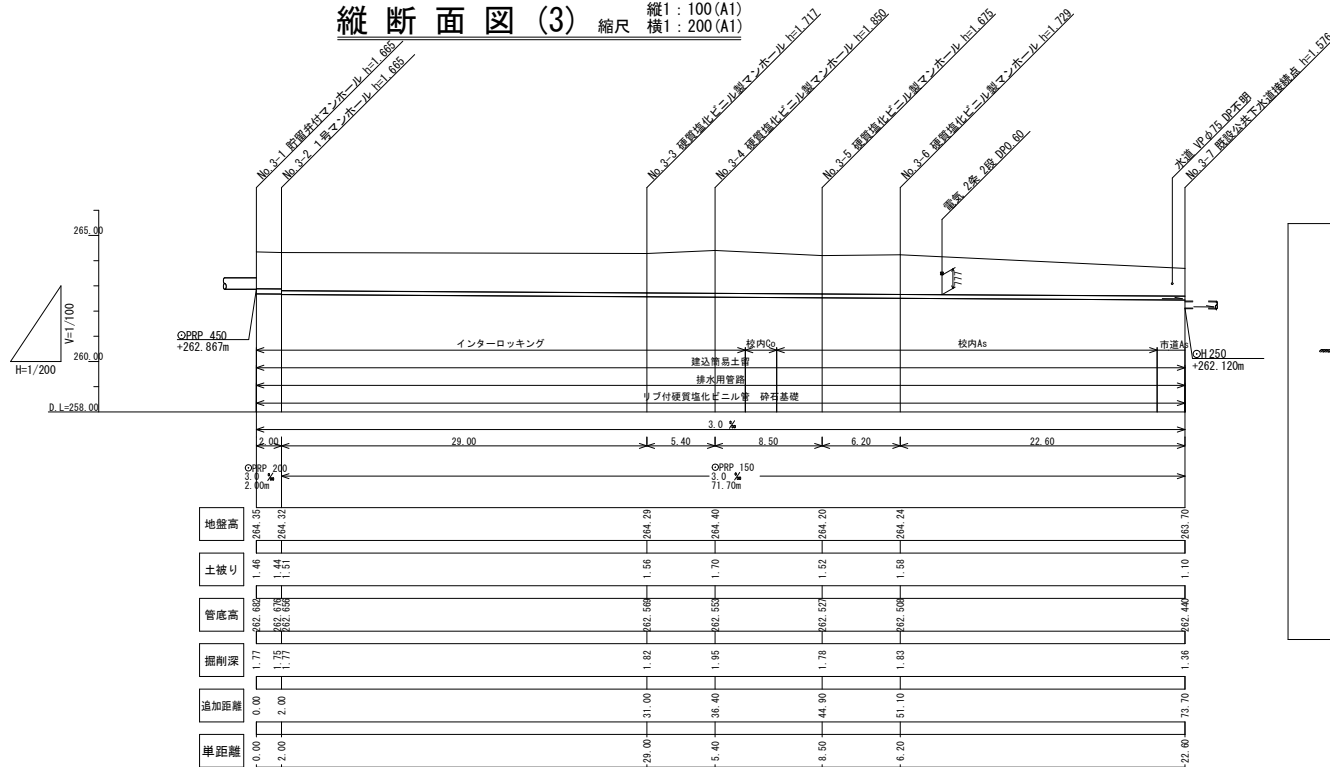 縦断面図(3) 縮尺 縦1:100(A1)
横1:200(A1)
No.3-1 貯留弁付マンホール h=1.665
No.3-2 1号マンホール h=1.665
No.3-3 硬質塩化ビニル製マンホール h=1.717
No.3-4 硬質塩化ビニル製マンホール h=1.850
No.3-5 硬質塩化ビニル製マンホール h=1.675
No.3-6 硬質塩化ビニル製マンホール h=1.729
電気 2条 2段 DP0.60
水道 VPφ75 DP不明
No.3-7 既設公共下水道接続点 h=1.576
265.00
260.00
D.L=258.00
V=1/100
H=1/200
777
⊙PRP 450
+262.867m
⊙H 250
+262.120m
インターロッキング 校内Co 校内As 市道As
建込簡易土留
排水用管路
リブ付硬質塩化ビニル管 砕石基礎
3.0 ‰
2.00 29.00 5.40 8.50 6.20 22.60
⊙PRP 200
3.0 ‰
2.00m
⊙PRP 150
3.0 ‰
71.70m
地盤高 264.35 264.32 264.29 264.40 264.20 264.24 263.70
土被り 1.46 1.44 1.51 1.56 1.70 1.52 1.58 1.10
管底高 262.682 262.676 262.656 262.569 262.553 262.527 262.508 262.440
掘削深 1.77 1.75 1.77 1.82 1.95 1.78 1.83 1.36
追加距離 0.00 2.00 31.00 36.40 44.90 51.10 73.70
単距離 0.00 2.00 29.00 5.40 8.50 6.20 22.60